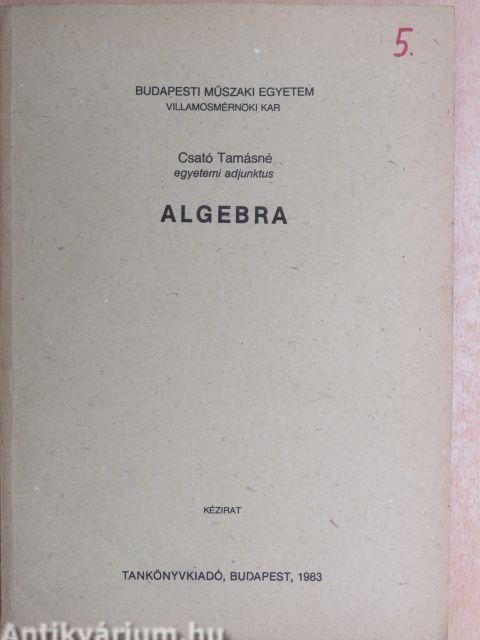 5.
BUDAPESTI MŰSZAKI EGYETEM
VILLAMOSMÉRNÖKI KAR
Csató Tamásné
egyetemi adjunktus
ALGEBRA
KÉZIRAT
TANKÖNYVKIADÓ, BUDAPEST, 1983
Antikvárium.hu